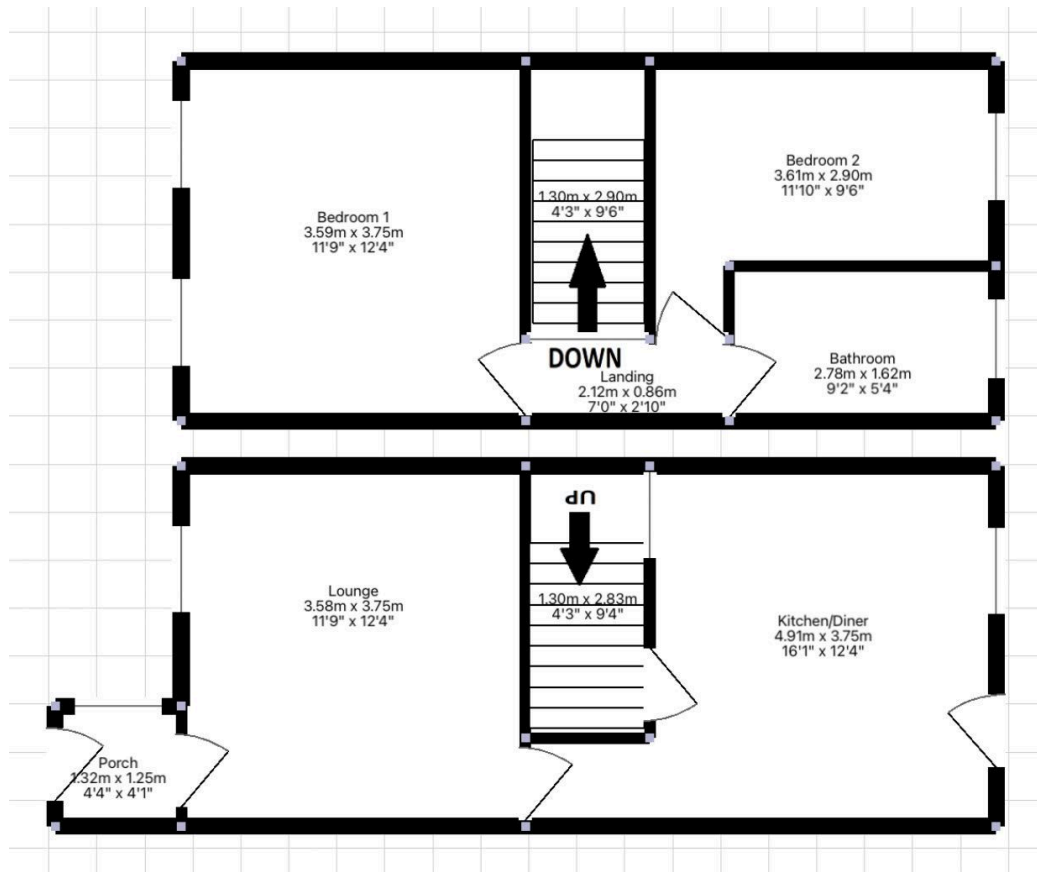 Bedroom 1
3.59m x 3.75m
11'9" x 12'4"
1.30m x 2.90m
4'3" x 9'6"
Bedroom 2
3.61m x 2.90m
11'10" x 9'6"
DOWN
Landing
2.12m x 0.86m
7'0" x 2'10"
Bathroom
2.78m x 1.62m
9'2" x 5'4"
UP
Lounge
3.58m x 3.75m
11'9" x 12'4"
1.30m x 2.83m
4'3" x 9'4"
Kitchen/Diner
4.91m x 3.75m
16'1" x 12'4"
Porch
1.32m x 1.25m
4'4" x 4'1"